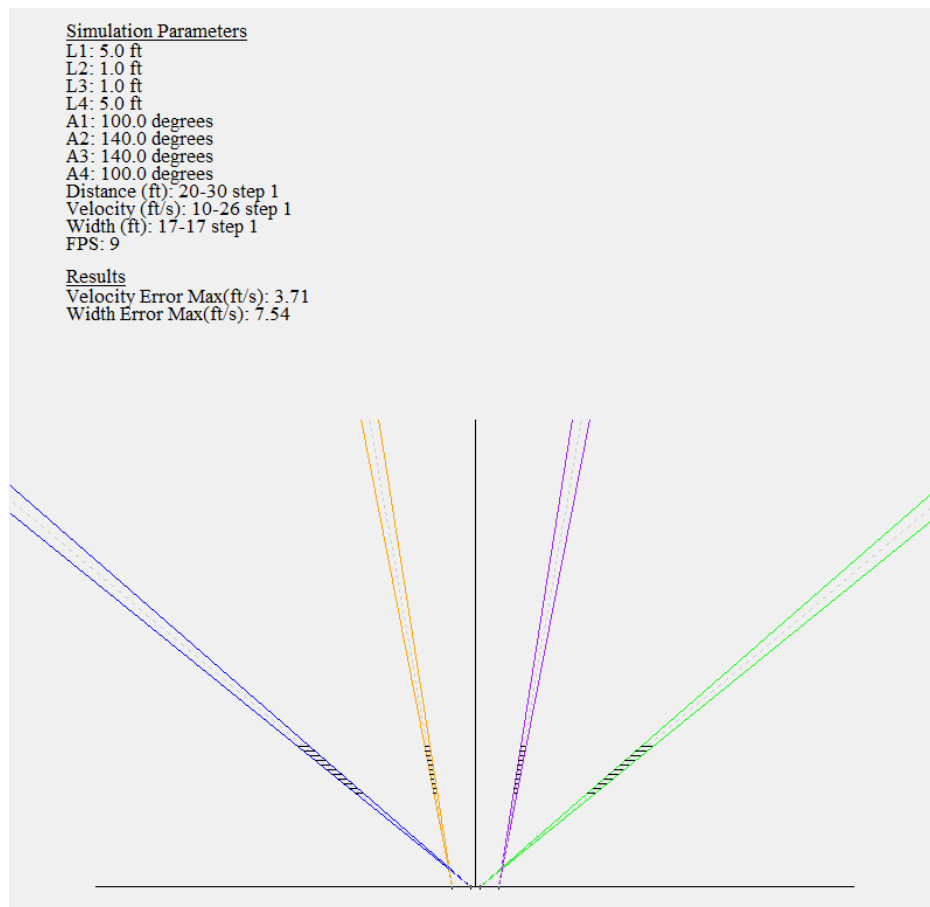 Simulation Parameters
L1: 5.0 ft
L2: 1.0 ft
L3: 1.0 ft
L4: 5.0 ft
A1: 100.0 degrees
A2: 140.0 degrees
A3: 140.0 degrees
A4: 100.0 degrees
Distance (ft): 20-30 step 1
Velocity (ft/s): 10-26 step 1
Width (ft): 17-17 step 1
FPS: 9
Results
Velocity Error Max(ft/s): 3.71
Width Error Max(ft/s): 7.54